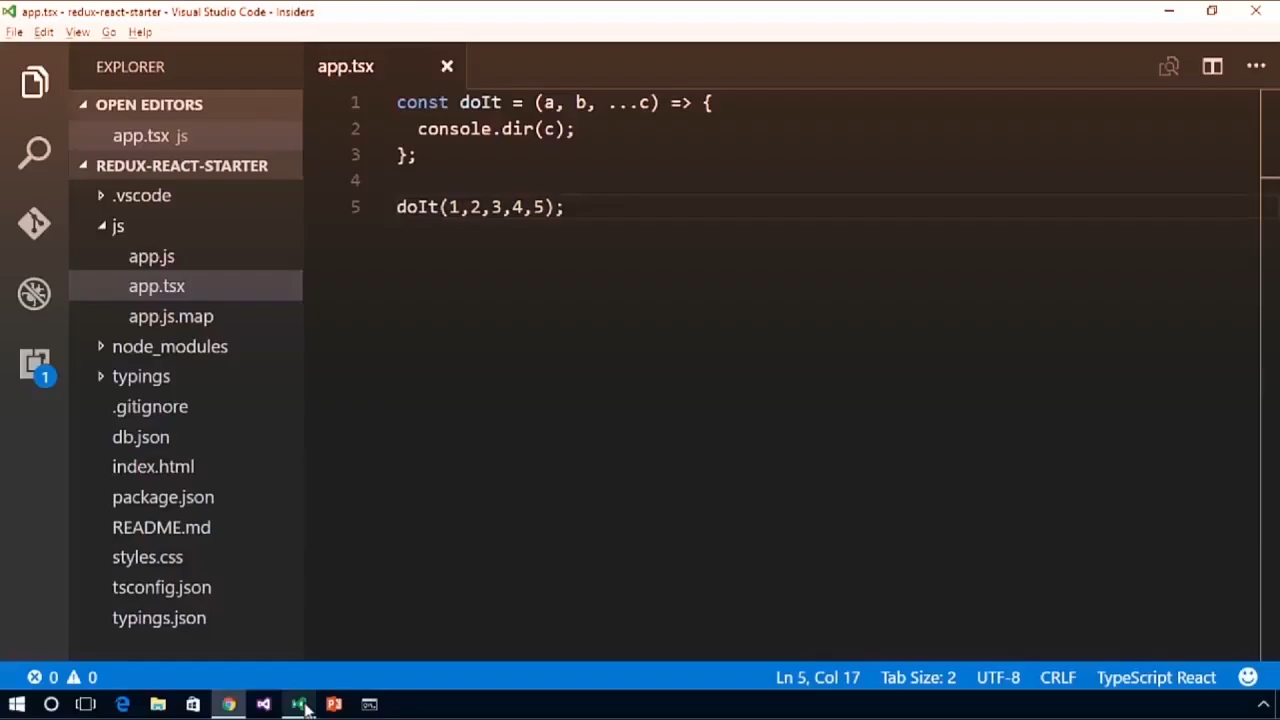 app.tsx - redux-react-starter - Visual Studio Code - Insiders
File Edit View Go Help
EXPLORER
OPEN EDITORS
app.tsx js
REDUX-REACT-STARTER
.vscode
js
app.js
app.tsx
app.js.map
node_modules
typings
.gitignore
db.json
index.html
package.json
README.md
styles.css
tsconfig.json
typings.json
1
app.tsx
1 const doIt = (a, b, ...c) => {
2 console.dir(c);
3 };
4
5 doIt(1,2,3,4,5);
0 0
Ln 5, Col 17 Tab Size: 2 UTF-8 CRLF TypeScript React